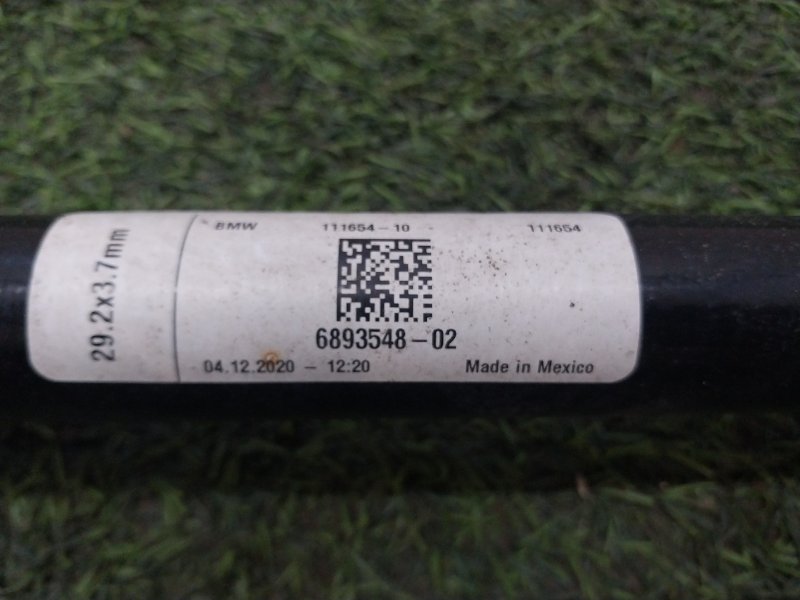 29.2x3.7mm
BMW 111654-10 - 111654
6893548-02
04.12.2020 - 12:20 Made in Mexico